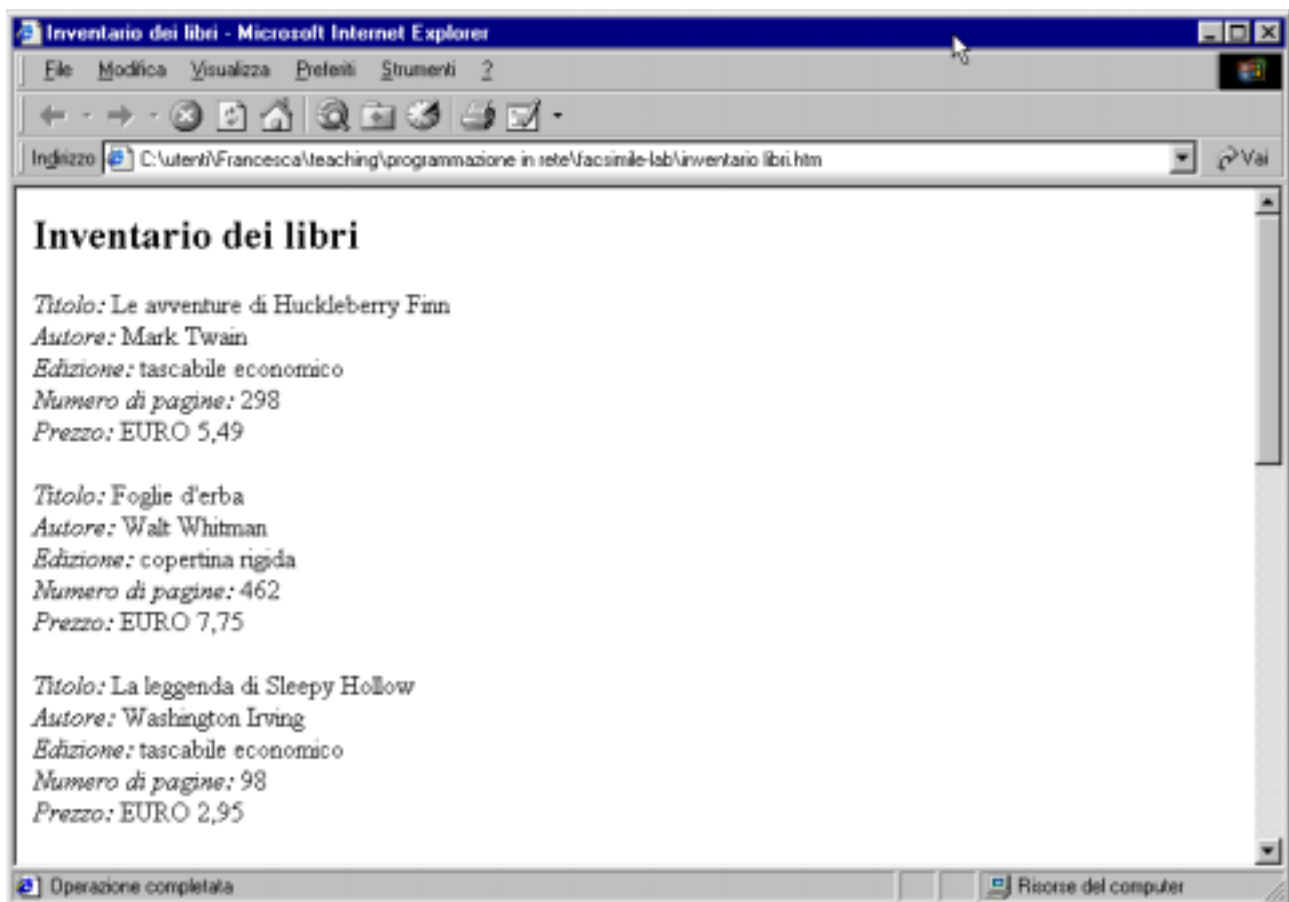 Inventario dei libri - Microsoft Internet Explorer
File Modifica Visualizza Preferiti Strumenti ?
Indirizzo C:\utenti\Francesca\teaching\programmazione in rete\facsimile-lab\inventario libri.htm Vai
Inventario dei libri
Titolo: Le avventure di Huckleberry Finn
Autore: Mark Twain
Edizione: tascabile economico
Numero di pagine: 298
Prezzo: EURO 5,49
Titolo: Foglie d'erba
Autore: Walt Whitman
Edizione: copertina rigida
Numero di pagine: 462
Prezzo: EURO 7,75
Titolo: La leggenda di Sleepy Hollow
Autore: Washington Irving
Edizione: tascabile economico
Numero di pagine: 98
Prezzo: EURO 2,95
Operazione completata Risorse del computer